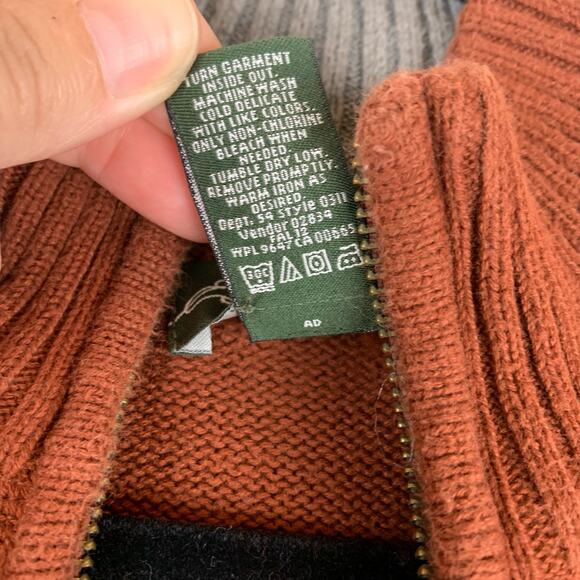 TURN GARMENT
INSIDE OUT.
MACHINE WASH
COLD DELICATE
WITH LIKE COLORS.
ONLY NON-CHLORINE
BLEACH WHEN
NEEDED.
TUMBLE DRY LOW.
REMOVE PROMPTLY.
WARM IRON AS
DESIRED.
Dept. 54 Style 0311
Vendor 02834
FAL 12
WPL 9647 CA 00665
30C
AD